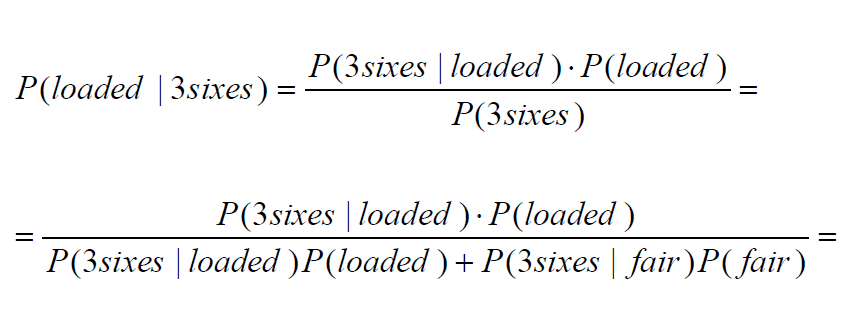 P(loaded | 3sixes) = P(3sixes | loaded) · P(loaded) / P(3sixes) =
= P(3sixes | loaded) · P(loaded) / P(3sixes | loaded)P(loaded) + P(3sixes | fair)P(fair) =